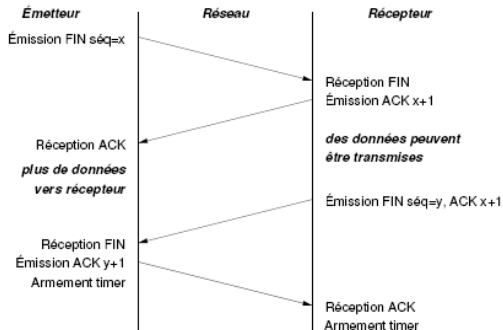 Émetteur
Réseau
Récepteur
Émission FIN séq=x
Réception FIN
Émission ACK x+1
Réception ACK
plus de données
vers récepteur
des données peuvent
être transmises
Émission FIN séq=y, ACK x+1
Réception FIN
Émission ACK y+1
Armement timer
Réception ACK
Armement timer